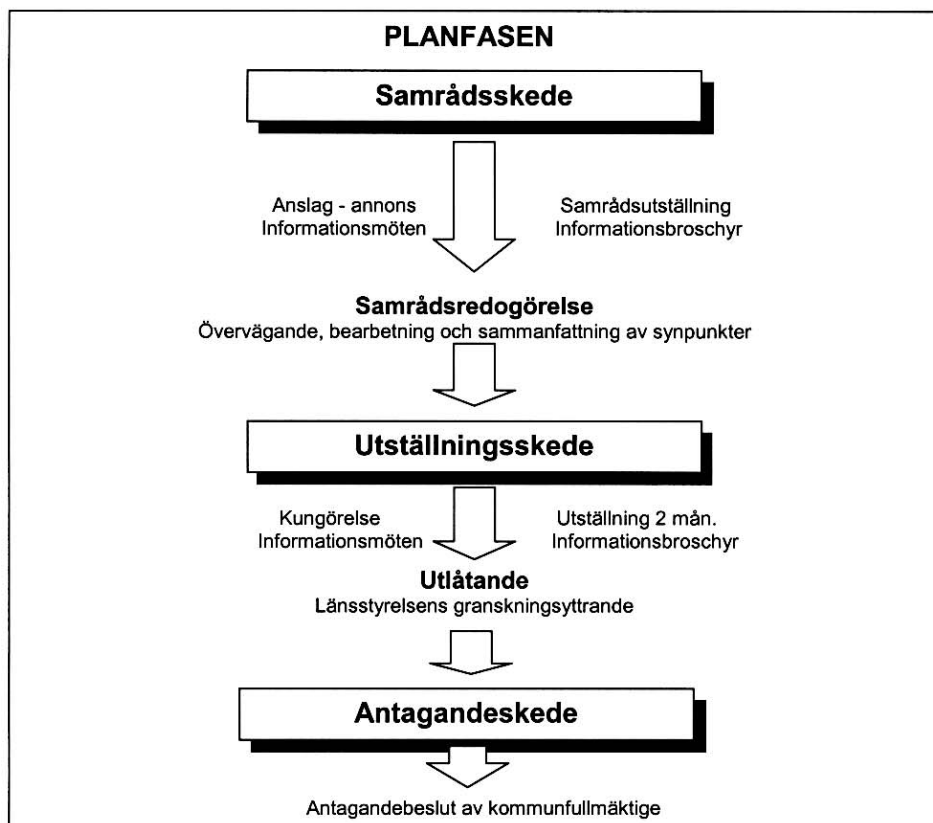 PLANFASEN
Samrådsskede
Anslag - annons
Informationsmöten
Samrådsutställning
Informationsbroschyr
Samrådsredogörelse
Övervägande, bearbetning och sammanfattning av synpunkter
Utställningsskede
Kungörelse
Informationsmöten
Utställning 2 mån.
Informationsbroschyr
Utlåtande
Länsstyrelsens granskningsyttrande
Antagandeskede
Antagandebeslut av kommunfullmäktige